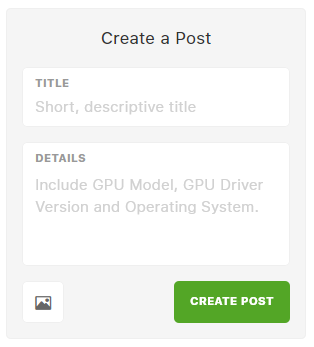 Create a Post
TITLE
Short, descriptive title
DETAILS
Include GPU Model, GPU Driver
Version and Operating System.
CREATE POST